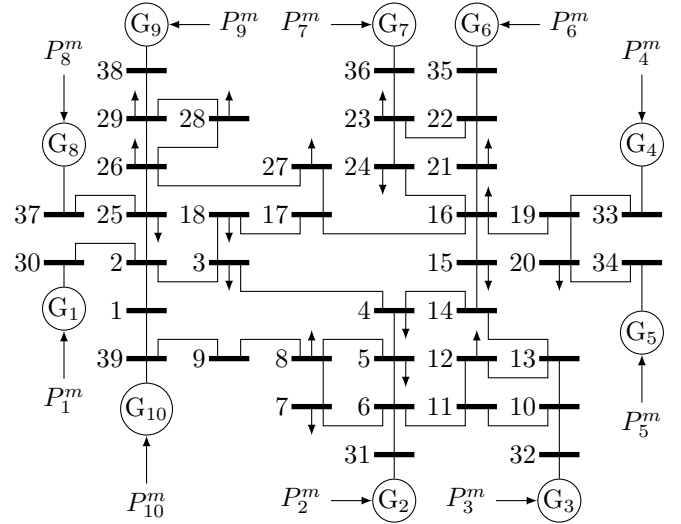 G₉ P₉ᵐ P₇ᵐ G₇ G₆ P₆ᵐ
P₈ᵐ P₄ᵐ
38 36 35
29 28 23 22
G₈ G₄
26 27 24 21
37 25 18 17 16 19 33
30 2 3 15 20 34
G₁ 1 4 14 G₅
39 9 8 5 12 13
P₁ᵐ G₁₀ 7 6 11 10 P₅ᵐ
31 32
P₁₀ᵐ P₂ᵐ G₂ P₃ᵐ G₃